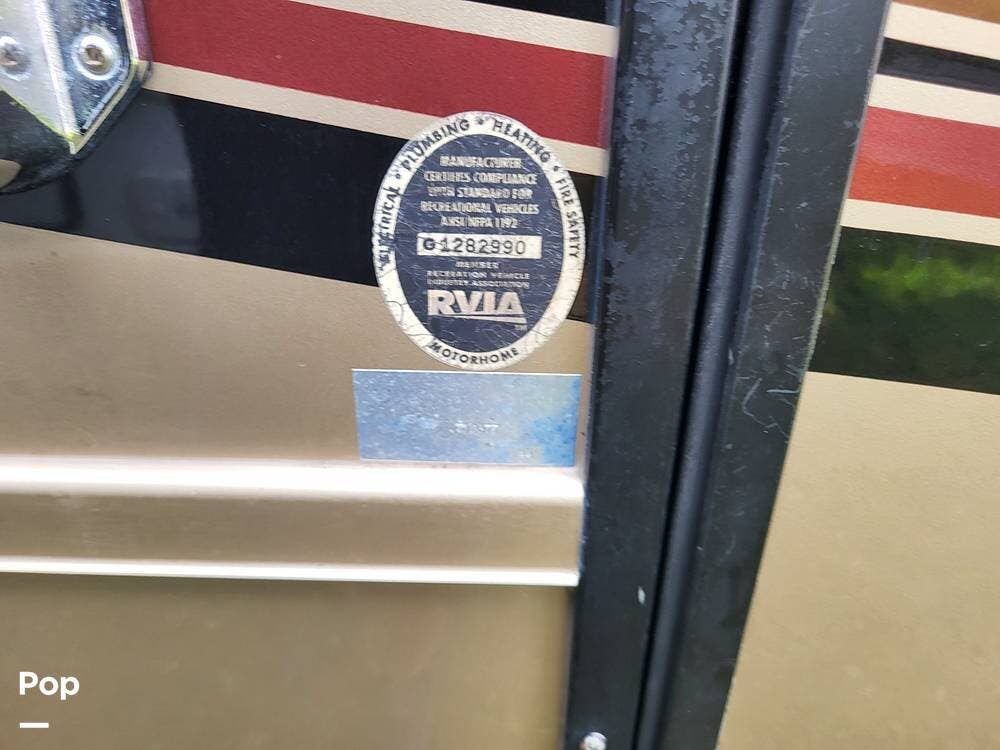 ELECTRICAL • PLUMBING • HEATING • FIRE SAFETY
MANUFACTURER
CERTIFIES COMPLIANCE
WITH STANDARD FOR
RECREATIONAL VEHICLES
ANSI/NFPA 1192
G1282990
MEMBER
RECREATION VEHICLE
INDUSTRY ASSOCIATION
RVIA
MOTORHOME
Pop